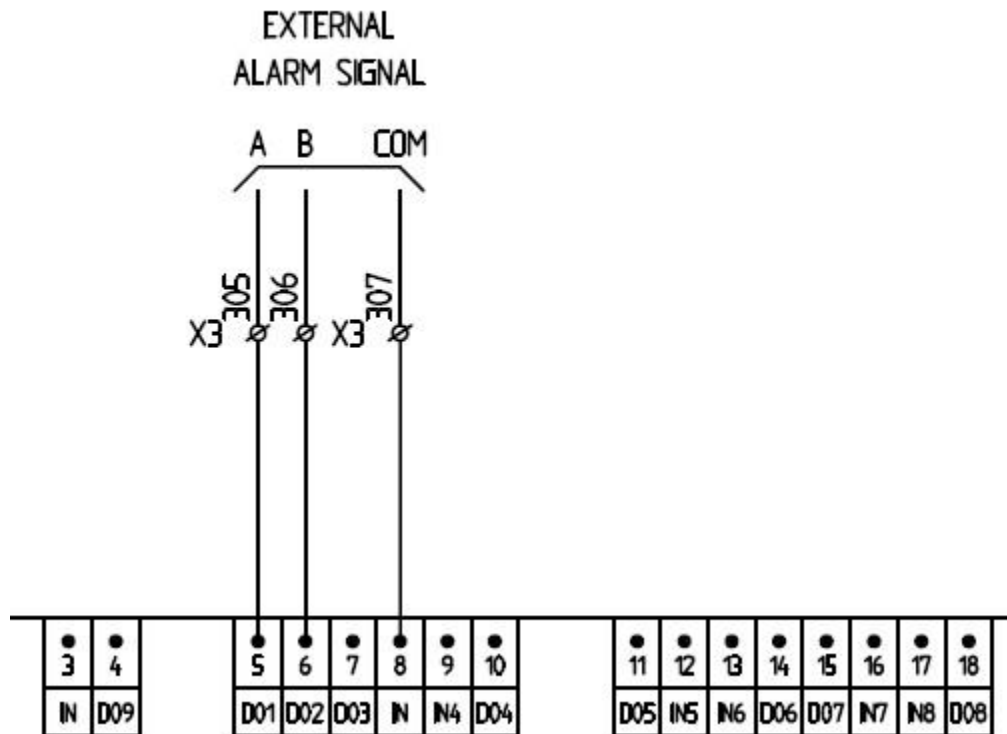 EXTERNAL
ALARM SIGNAL
A B COM
305 306 307
X3 X3
3 4 5 6 7 8 9 10 11 12 13 14 15 16 17 18
IN DO9 DO1 DO2 DO3 IN IN4 DO4 DO5 IN5 IN6 DO6 DO7 IN7 IN8 DO8